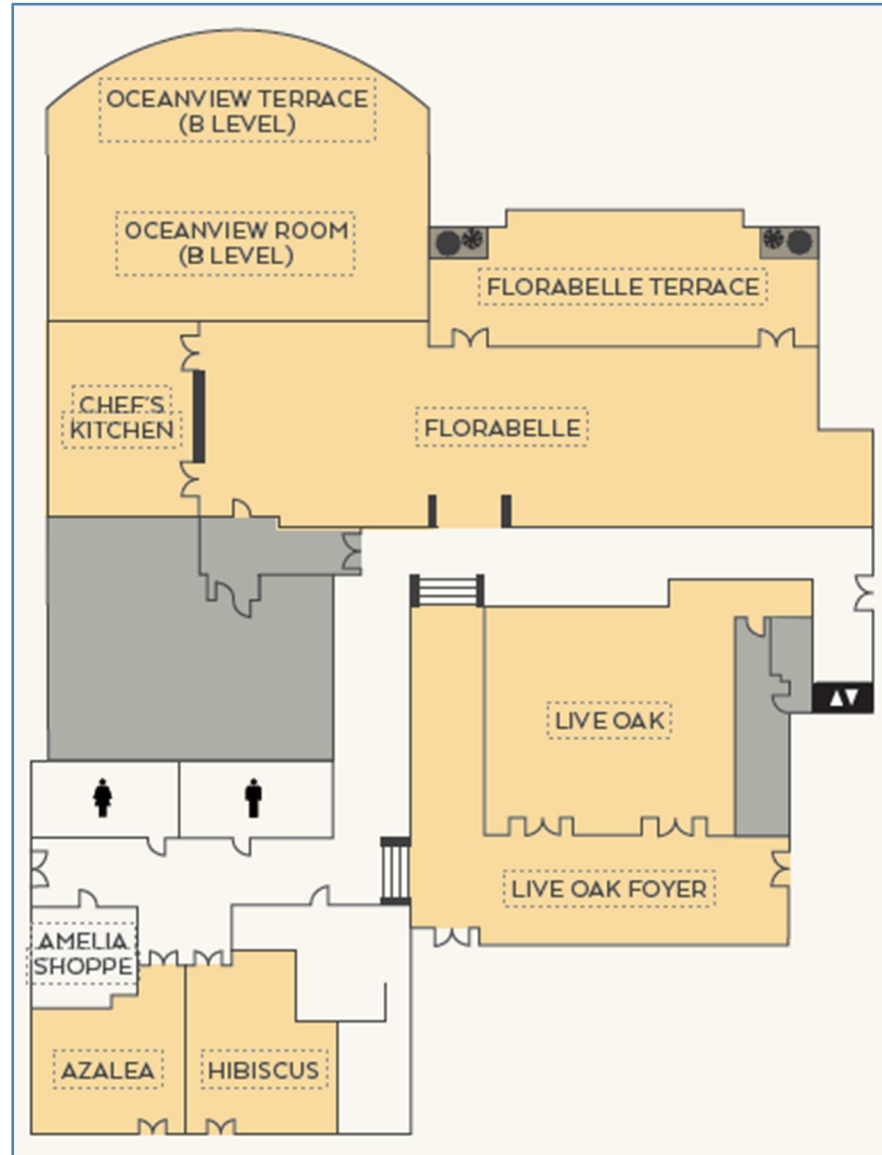 OCEANVIEW TERRACE
(B LEVEL)
OCEANVIEW ROOM
(B LEVEL)
FLORABELLE TERRACE
CHEF'S
KITCHEN
FLORABELLE
LIVE OAK
LIVE OAK FOYER
AMELIA
SHOPPE
AZALEA
HIBISCUS